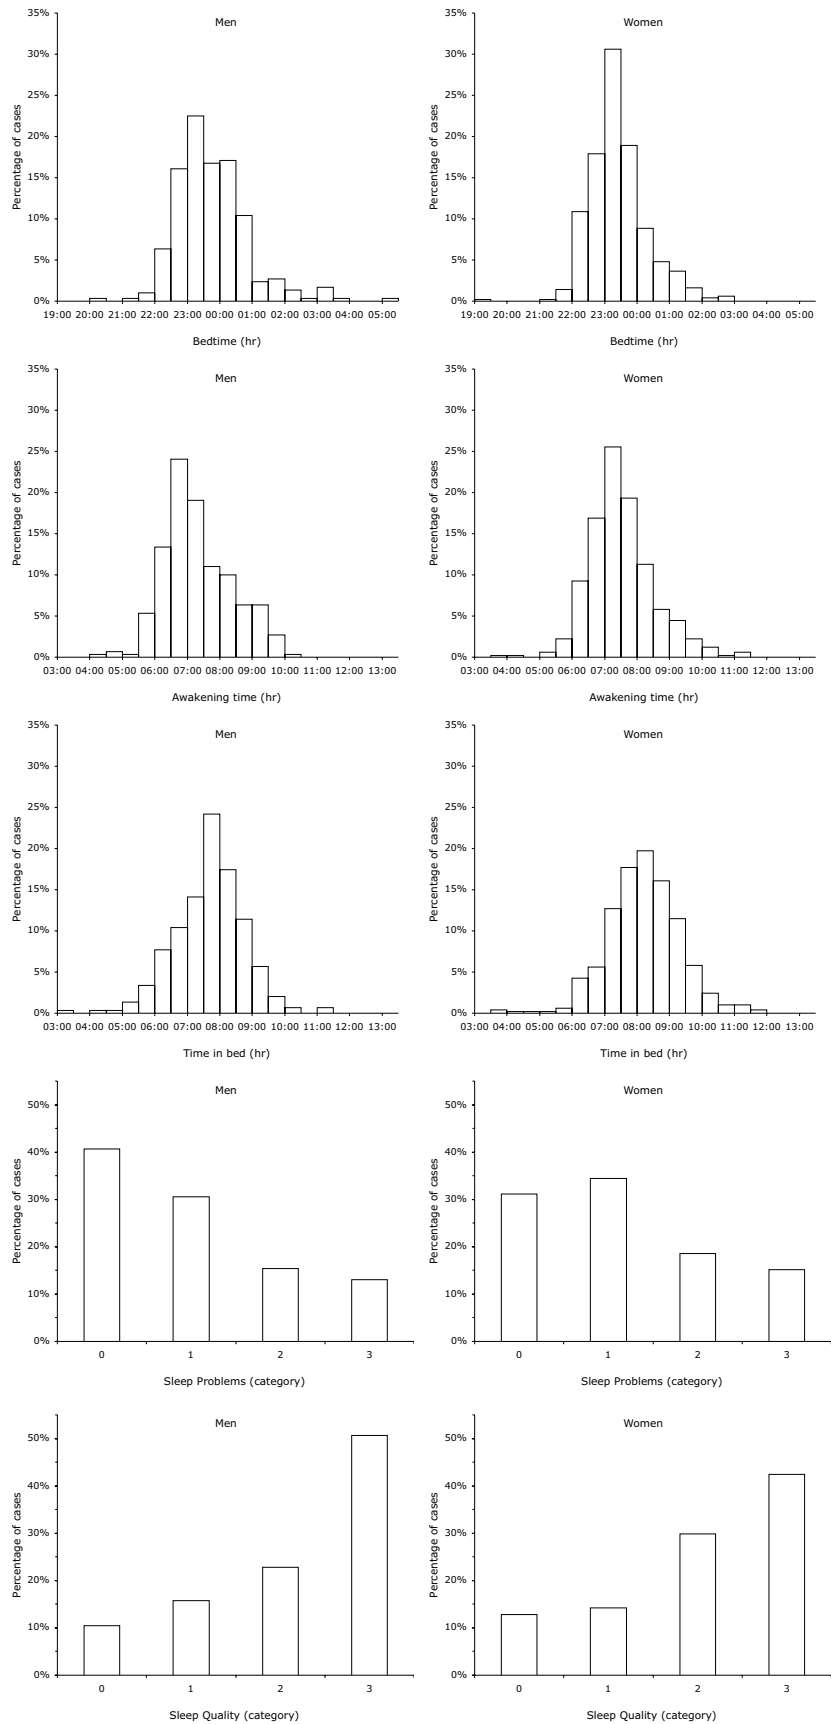 Men
35%
30%
25%
20%
15%
10%
5%
0%
Percentage of cases
19:00 20:00 21:00 22:00 23:00 00:00 01:00 02:00 03:00 04:00 05:00
Bedtime (hr)
Women
35%
30%
25%
20%
15%
10%
5%
0%
Percentage of cases
19:00 20:00 21:00 22:00 23:00 00:00 01:00 02:00 03:00 04:00 05:00
Bedtime (hr)
Men
35%
30%
25%
20%
15%
10%
5%
0%
Percentage of cases
03:00 04:00 05:00 06:00 07:00 08:00 09:00 10:00 11:00 12:00 13:00
Awakening time (hr)
Women
35%
30%
25%
20%
15%
10%
5%
0%
Percentage of cases
03:00 04:00 05:00 06:00 07:00 08:00 09:00 10:00 11:00 12:00 13:00
Awakening time (hr)
Men
35%
30%
25%
20%
15%
10%
5%
0%
Percentage of cases
03:00 04:00 05:00 06:00 07:00 08:00 09:00 10:00 11:00 12:00 13:00
Time in bed (hr)
Women
35%
30%
25%
20%
15%
10%
5%
0%
Percentage of cases
03:00 04:00 05:00 06:00 07:00 08:00 09:00 10:00 11:00 12:00 13:00
Time in bed (hr)
Men
50%
40%
30%
20%
10%
0%
Percentage of cases
0 1 2 3
Sleep Problems (category)
Women
50%
40%
30%
20%
10%
0%
Percentage of cases
0 1 2 3
Sleep Problems (category)
Men
50%
40%
30%
20%
10%
0%
Percentage of cases
0 1 2 3
Sleep Quality (category)
Women
50%
40%
30%
20%
10%
0%
Percentage of cases
0 1 2 3
Sleep Quality (category)